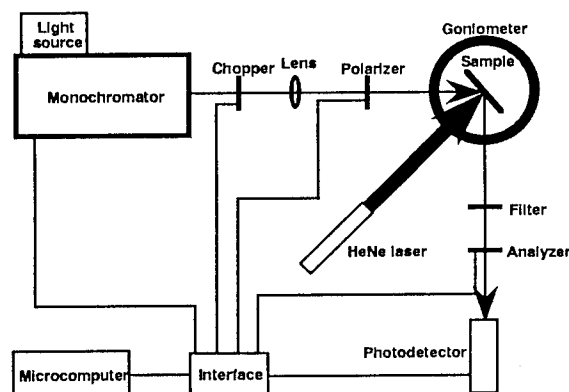 Light
source
Goniometer
Sample
Chopper
Lens
Polarizer
Monochromator
Filter
HeNe laser
Analyzer
Photodetector
Microcomputer
Interface